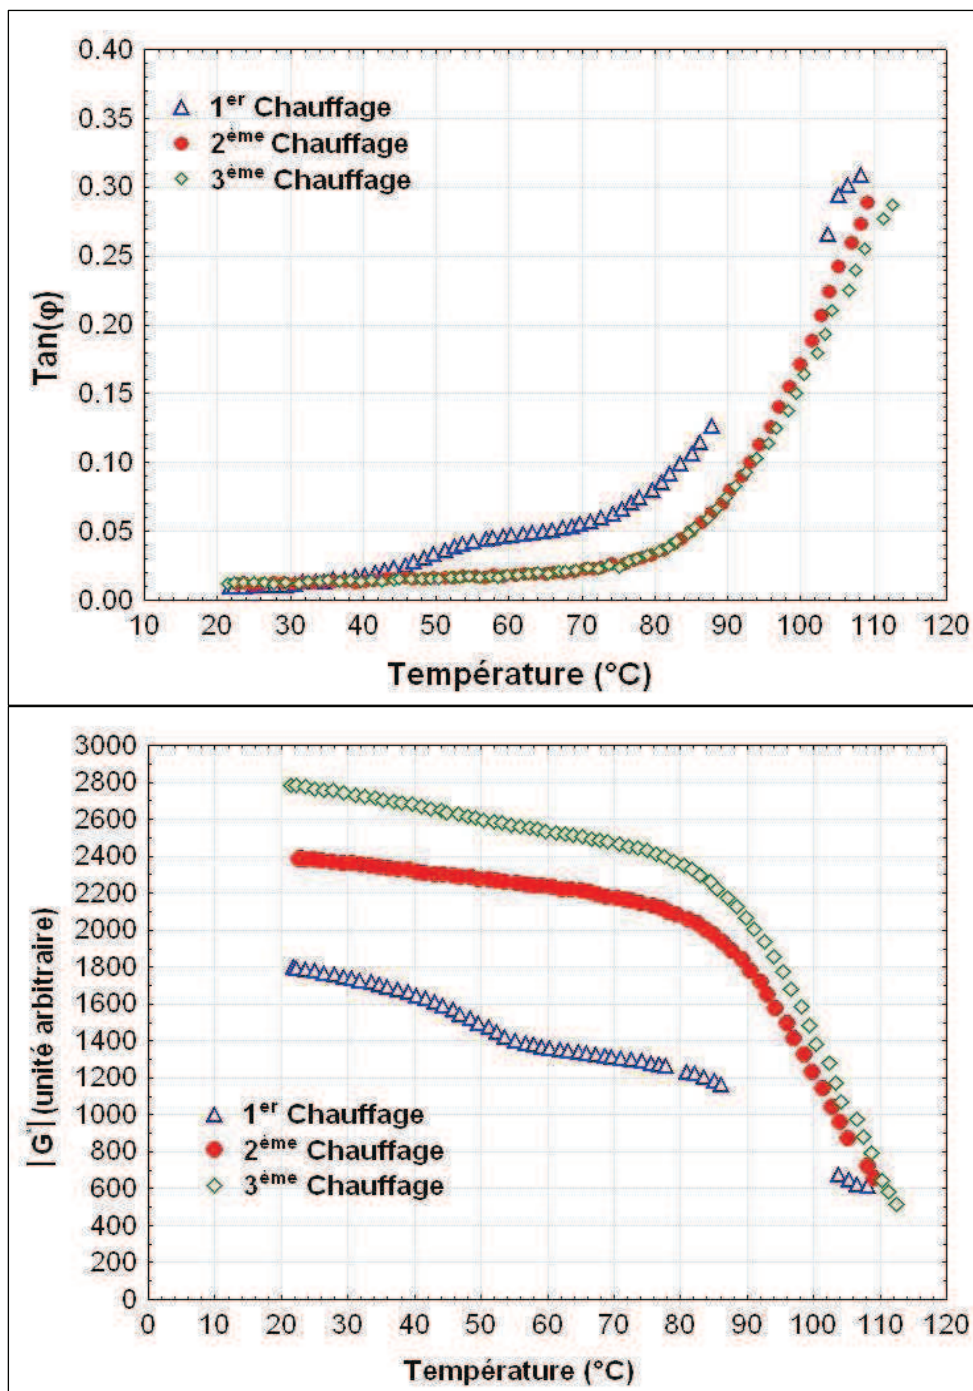 0.40
0.35
0.30
0.25
0.20
0.15
0.10
0.05
0.00
Tan(φ)
1er Chauffage
2ème Chauffage
3ème Chauffage
10 20 30 40 50 60 70 80 90 100 110 120
Température (°C)
3000
2800
2600
2400
2200
2000
1800
1600
1400
1200
1000
800
600
400
200
0
|G*| (unité arbitraire)
1er Chauffage
2ème Chauffage
3ème Chauffage
0 10 20 30 40 50 60 70 80 90 100 110 120
Température (°C)